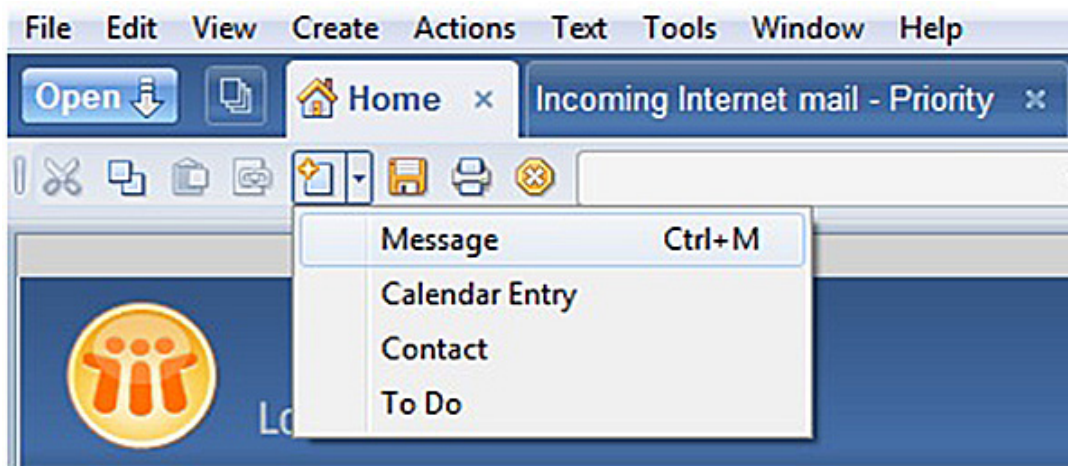 File Edit View Create Actions Text Tools Window Help
Open Home × Incoming Internet mail - Priority ×
Message Ctrl+M
Calendar Entry
Contact
To Do